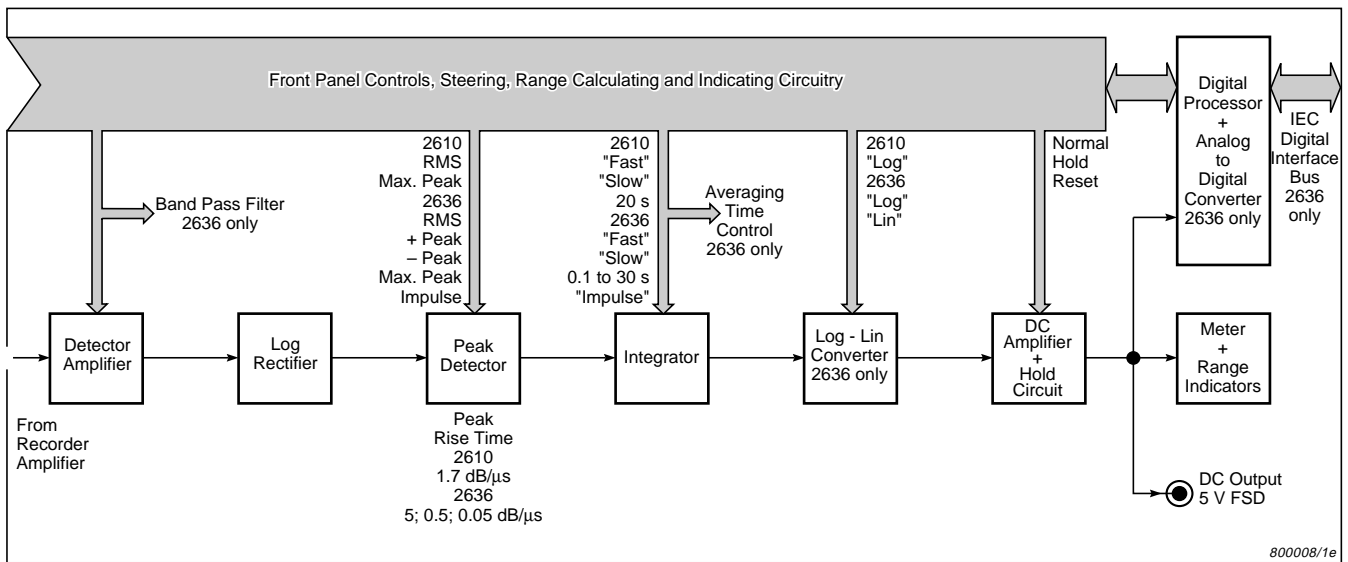 Front Panel Controls, Steering, Range Calculating and Indicating Circuitry
Digital
Processor
+
Analog
to
Digital
Converter
2636 only
IEC
Digital
Interface
Bus
2636
only
Band Pass Filter
2636 only
2610
RMS
Max. Peak
2636
RMS
+ Peak
– Peak
Max. Peak
Impulse
2610
"Fast"
"Slow"
20 s
2636
"Fast"
"Slow"
0.1 to 30 s
"Impulse"
Averaging
Time
Control
2636 only
2610
"Log"
2636
"Log"
"Lin"
Normal
Hold
Reset
Detector
Amplifier
Log
Rectifier
Peak
Detector
Integrator
Log - Lin
Converter
2636 only
DC
Amplifier
+
Hold
Circuit
Meter
+
Range
Indicators
From
Recorder
Amplifier
Peak
Rise Time
2610
1.7 dB/μs
2636
5; 0.5; 0.05 dB/μs
DC Output
5 V FSD
800008/1e